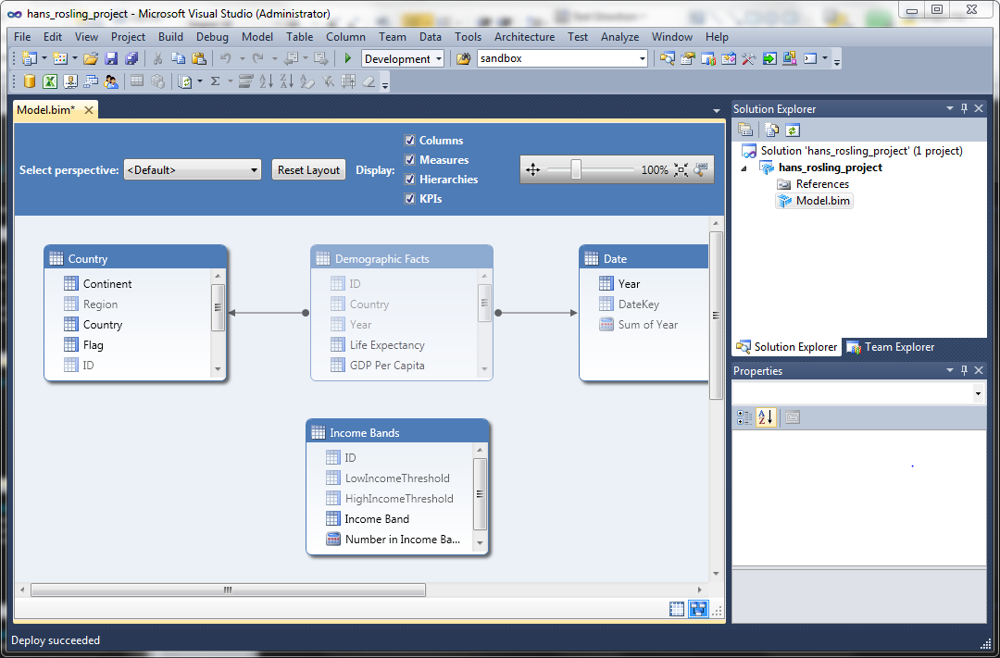 hans_rosling_project - Microsoft Visual Studio (Administrator)
File Edit View Project Build Debug Model Table Column Team Data Tools Architecture Test Analyze Window Help
Development sandbox
Model.bim*
Select perspective: <Default> Reset Layout Display:
Columns
Measures
Hierarchies
KPIs
100%
Country
Continent
Region
Country
Flag
ID
Demographic Facts
ID
Country
Year
Life Expectancy
GDP Per Capita
Date
Year
DateKey
Sum of Year
Income Bands
ID
LowIncomeThreshold
HighIncomeThreshold
Income Band
Number in Income Ba...
Solution Explorer
Solution 'hans_rosling_project' (1 project)
hans_rosling_project
References
Model.bim
Solution Explorer Team Explorer
Properties
Deploy succeeded